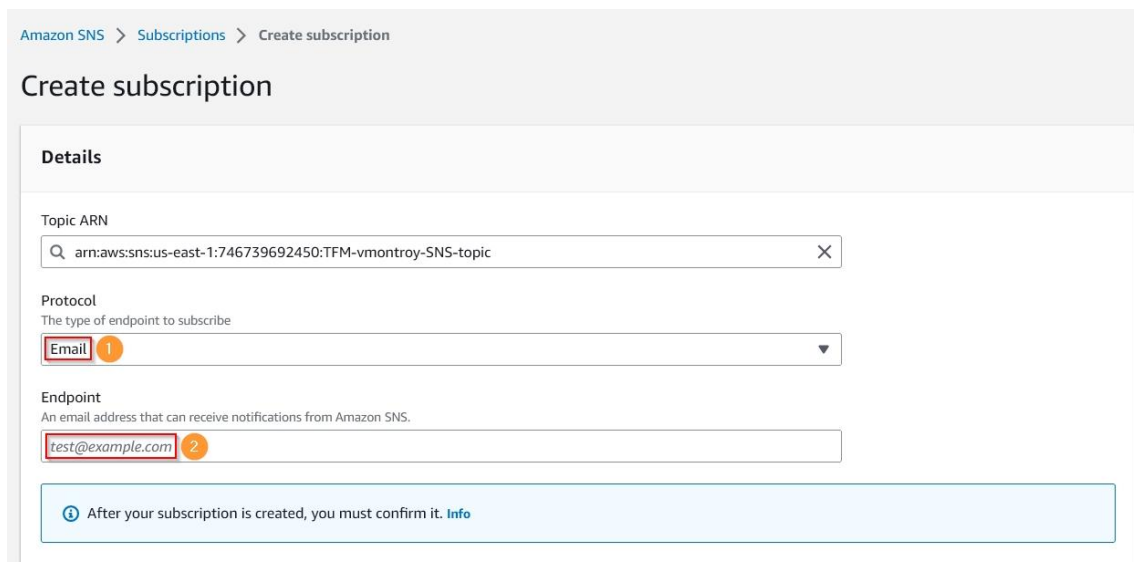 Amazon SNS > Subscriptions > Create subscription
Create subscription
Details
Topic ARN
arn:aws:sns:us-east-1:746739692450:TFM-vmontroy-SNS-topic
Protocol
The type of endpoint to subscribe
Email 1
Endpoint
An email address that can receive notifications from Amazon SNS.
test@example.com 2
After your subscription is created, you must confirm it. Info